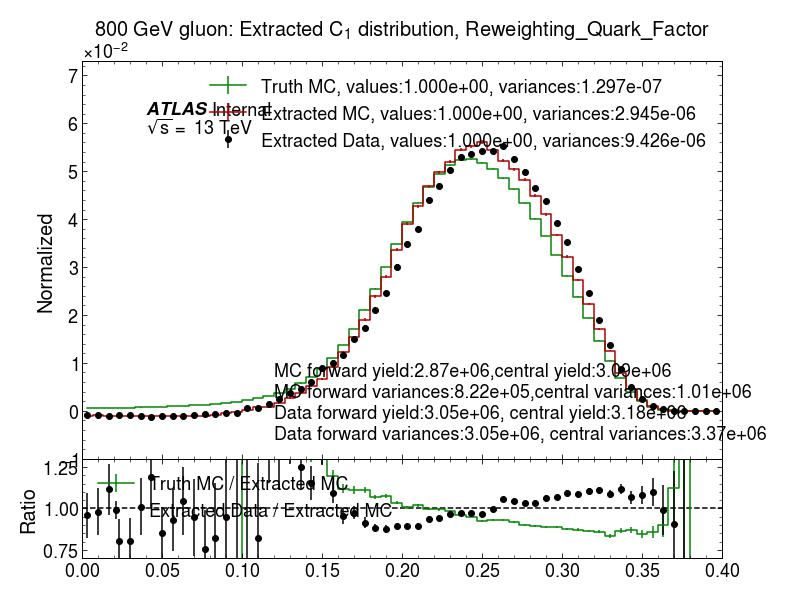 800 GeV gluon: Extracted C₁ distribution, Reweighting_Quark_Factor
×10⁻²
7
6
5
4
3
2
1
0
1
Normalized
Truth MC, values:1.000e+00, variances:1.297e-07
ATLAS Internal
Extracted MC, values:1.000e+00, variances:2.945e-06
√s = 13 TeV
Extracted Data, values:1.000e+00, variances:9.426e-06
MC forward yield:2.87e+06,central yield:3.09e+06
MC forward variances:8.22e+05,central variances:1.01e+06
Data forward yield:3.05e+06, central yield:3.18e+06
Data forward variances:3.05e+06, central variances:3.37e+06
1.25
1.00
0.75
Ratio
Truth MC / Extracted MC
Extracted Data / Extracted MC
0.00 0.05 0.10 0.15 0.20 0.25 0.30 0.35 0.40